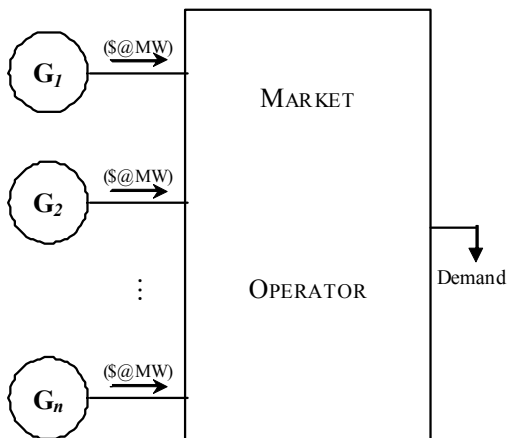 ($@MW)
G1
MARKET
($@MW)
G2
Demand
⋮
OPERATOR
($@MW)
Gn